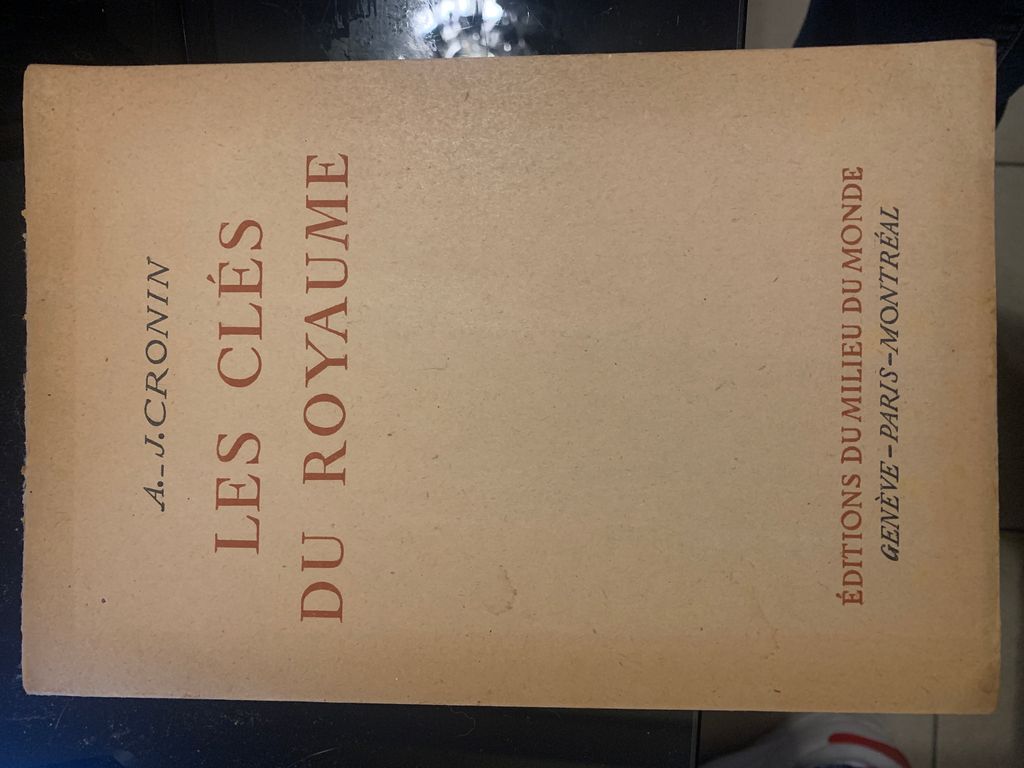 A.-J. CRONIN
LES CLÉS
DU ROYAUME
ÉDITIONS DU MILIEU DU MONDE
GENÈVE - PARIS - MONTRÉAL